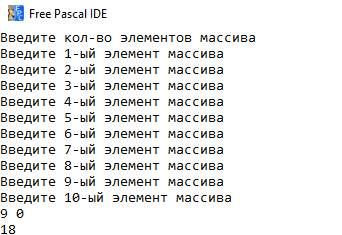 Free Pascal IDE
Введите кол-во элементов массива
Введите 1-ый элемент массива
Введите 2-ый элемент массива
Введите 3-ый элемент массива
Введите 4-ый элемент массива
Введите 5-ый элемент массива
Введите 6-ый элемент массива
Введите 7-ый элемент массива
Введите 8-ый элемент массива
Введите 9-ый элемент массива
Введите 10-ый элемент массива
9 0
18